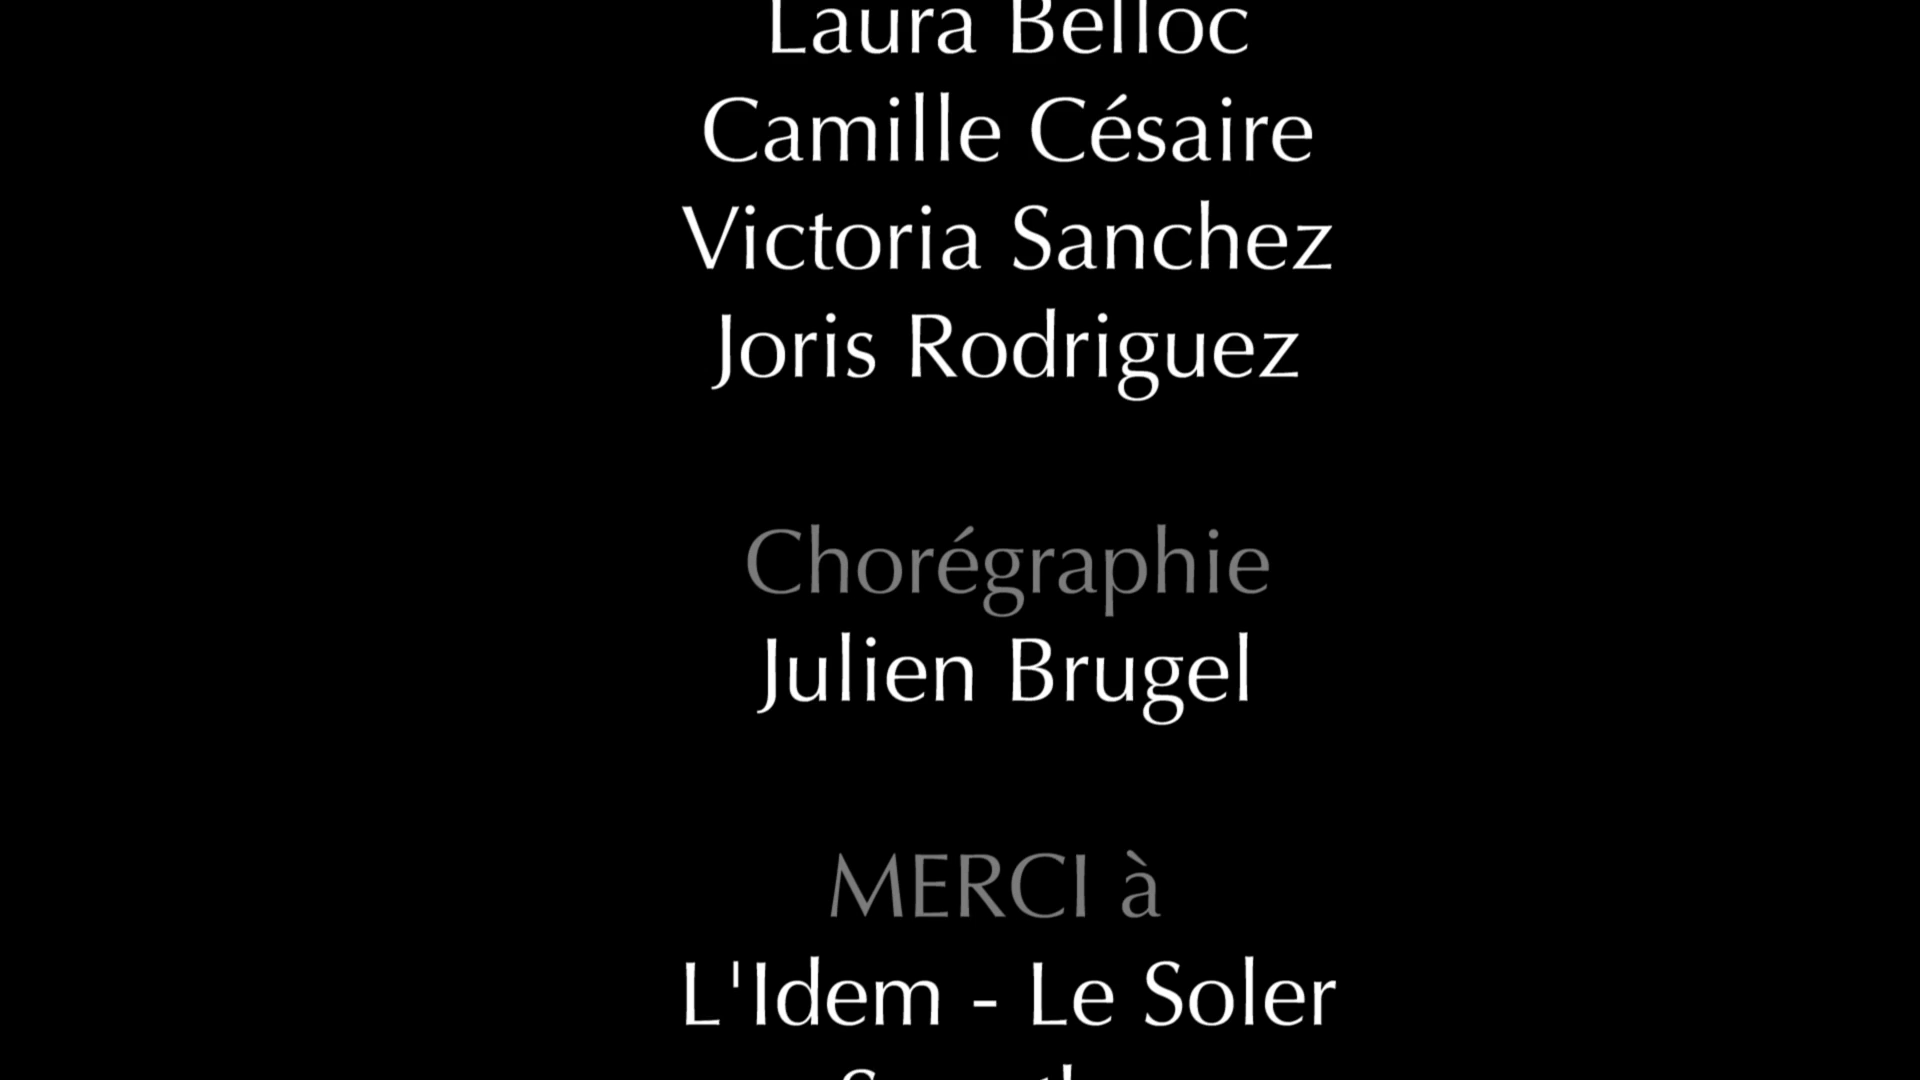 Laura Belloc
Camille Césaire
Victoria Sanchez
Joris Rodriguez
Chorégraphie
Julien Brugel
MERCI à
L'Idem - Le Soler